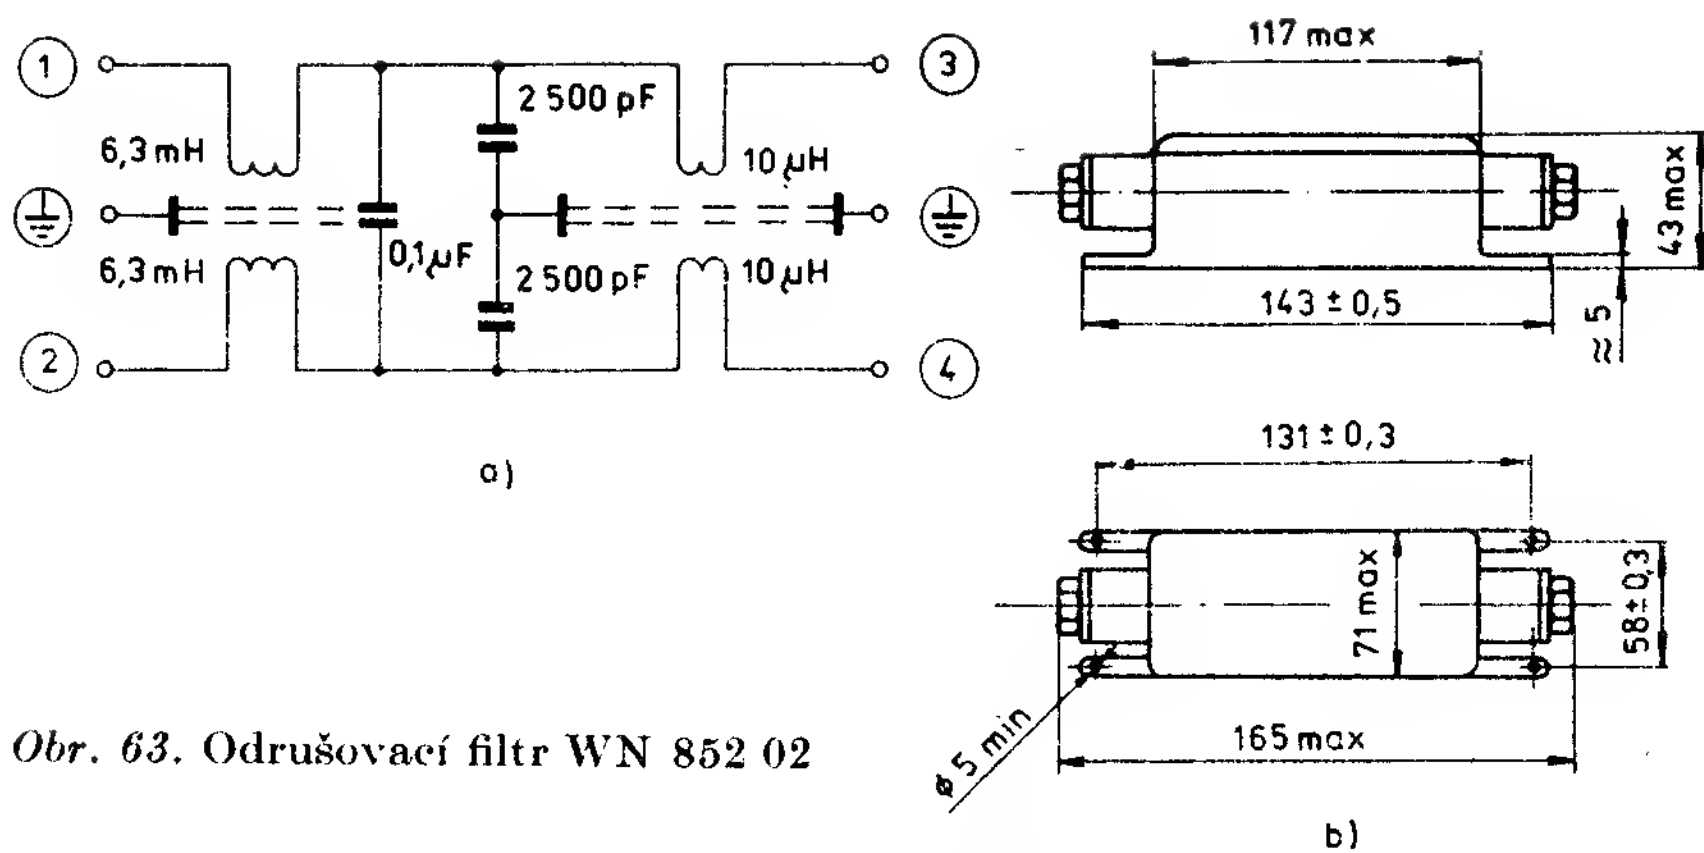 1
3
2 500 pF
6,3 mH
10 µH
0,1 µF
6,3 mH
2 500 pF
10 µH
2
4
a)
117 max
43 max
143 ± 0,5
≈ 5
131 ± 0,3
71 max
58 ± 0,3
ø 5 min
165 max
b)
Obr. 63. Odrušovací filtr WN 852 02